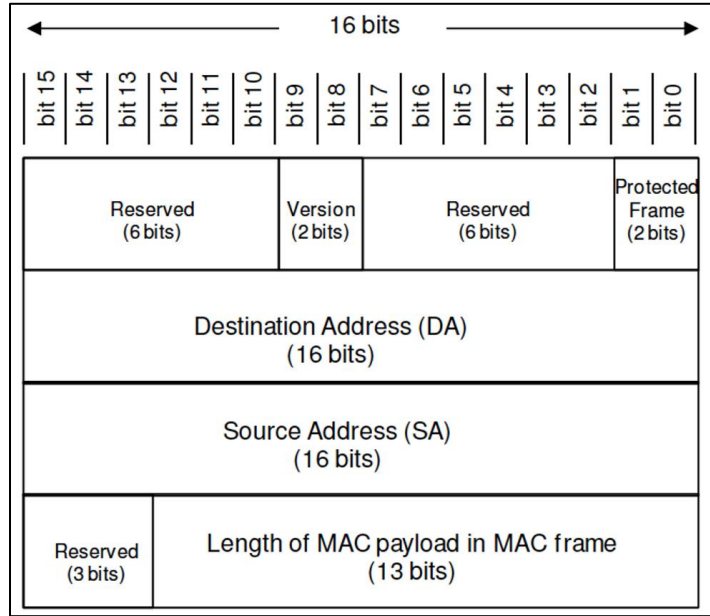 16 bits
bit 15
bit 14
bit 13
bit 12
bit 11
bit 10
bit 9
bit 8
bit 7
bit 6
bit 5
bit 4
bit 3
bit 2
bit 1
bit 0
Reserved
(6 bits)
Version
(2 bits)
Reserved
(6 bits)
Protected
Frame
(2 bits)
Destination Address (DA)
(16 bits)
Source Address (SA)
(16 bits)
Reserved
(3 bits)
Length of MAC payload in MAC frame
(13 bits)